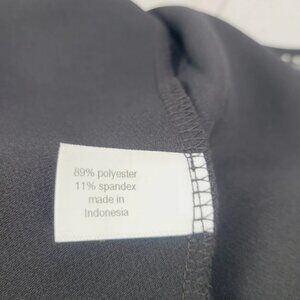 89% polyester
11% spandex
made in
Indonesia